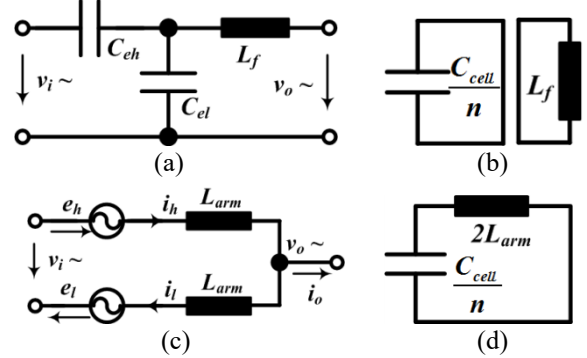 C_eh
L_f
v_i ~
C_el
v_o ~
(a)
C_cell
n
L_f
(b)
e_h
i_h
L_arm
v_i ~
v_o ~
i_o
e_l
i_l
L_arm
(c)
2L_arm
C_cell
n
(d)